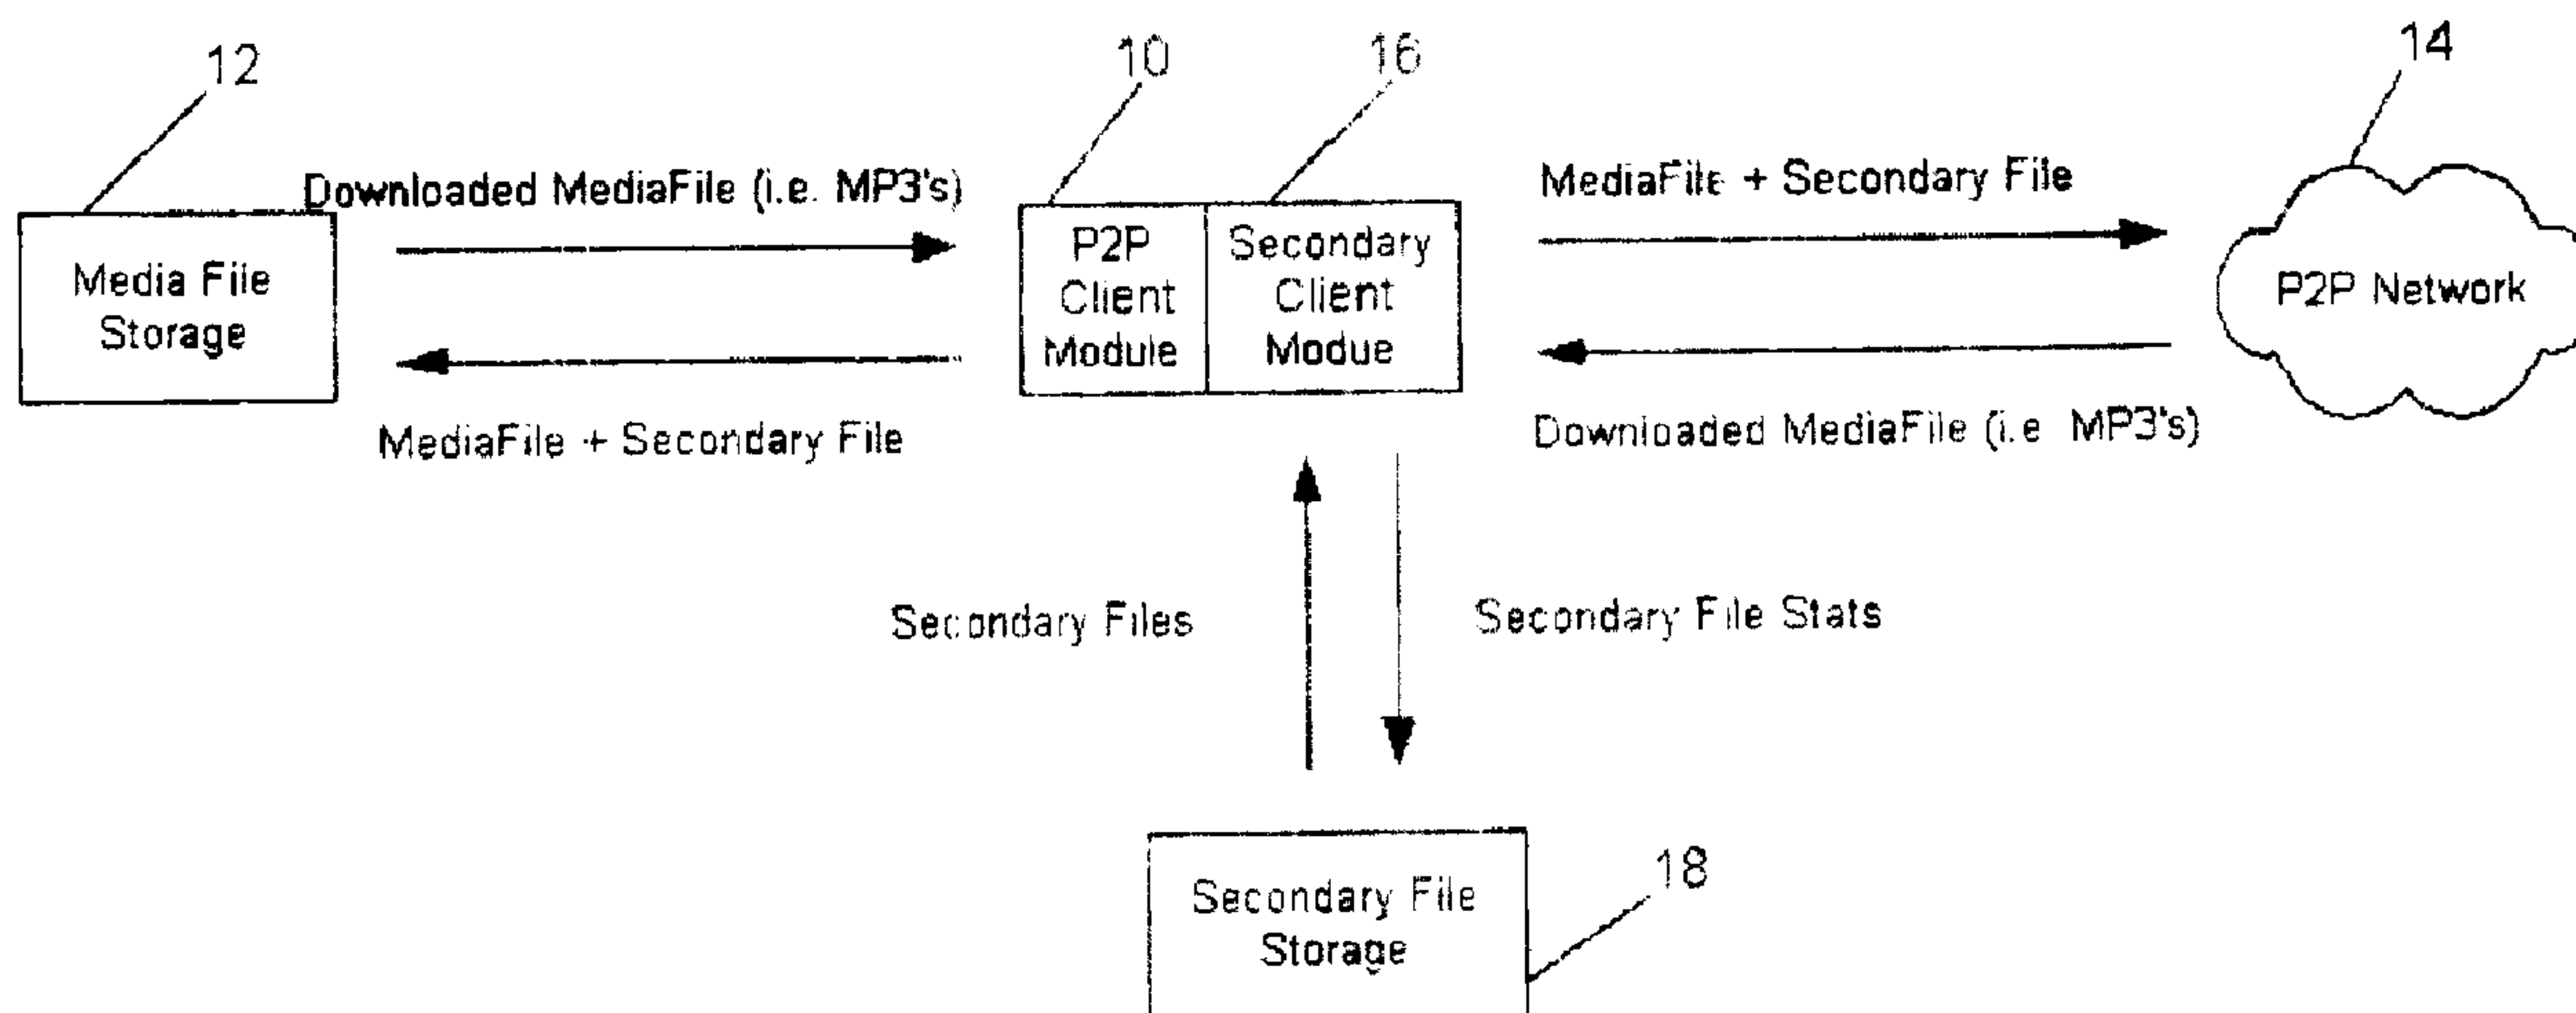 12
10
16
14
Downloaded MediaFile (i.e. MP3's)
MediaFile + Secondary File
Media File
Storage
P2P
Client
Module
Secondary
Client
Modue
P2P Network
MediaFile + Secondary File
Downloaded MediaFile (i.e MP3's)
Secondary Files
Secondary File Stats
18
Secondary File
Storage